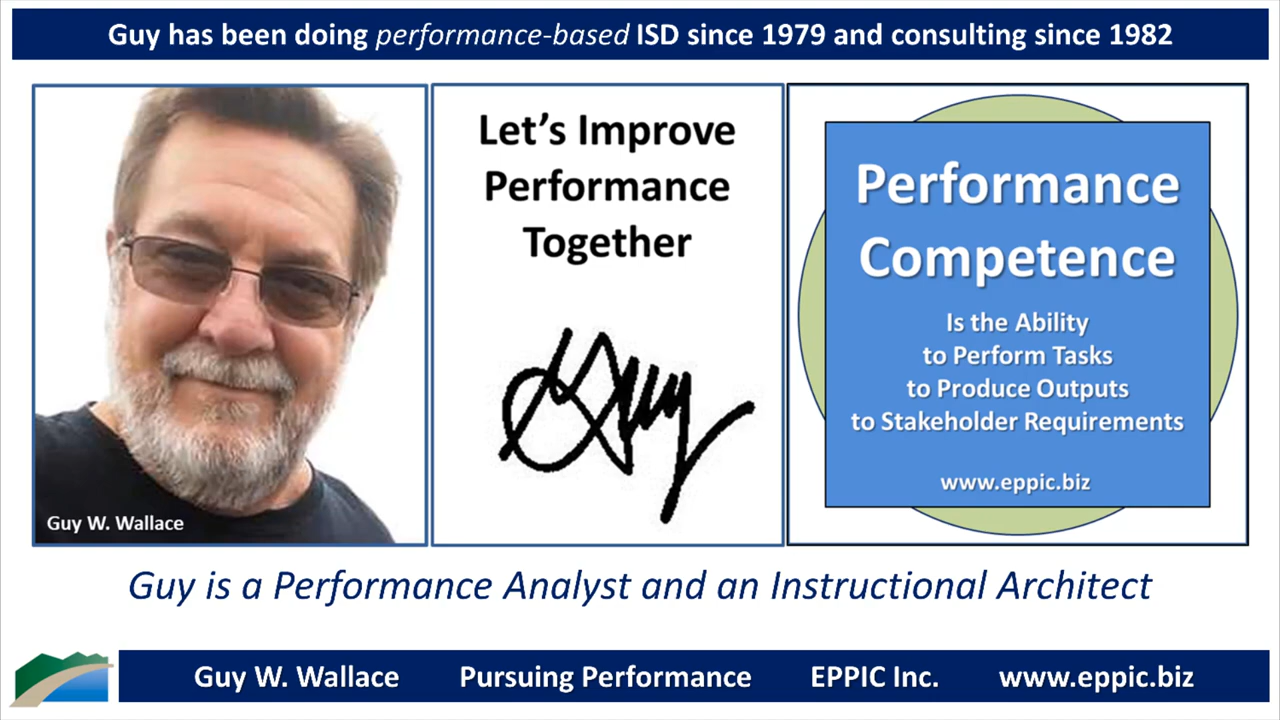 Guy has been doing performance-based ISD since 1979 and consulting since 1982
Let’s Improve
Performance
Together
Guy
Guy W. Wallace
Performance
Competence
Is the Ability
to Perform Tasks
to Produce Outputs
to Stakeholder Requirements
www.eppic.biz
Guy is a Performance Analyst and an Instructional Architect
Guy W. Wallace Pursuing Performance EPPIC Inc. www.eppic.biz